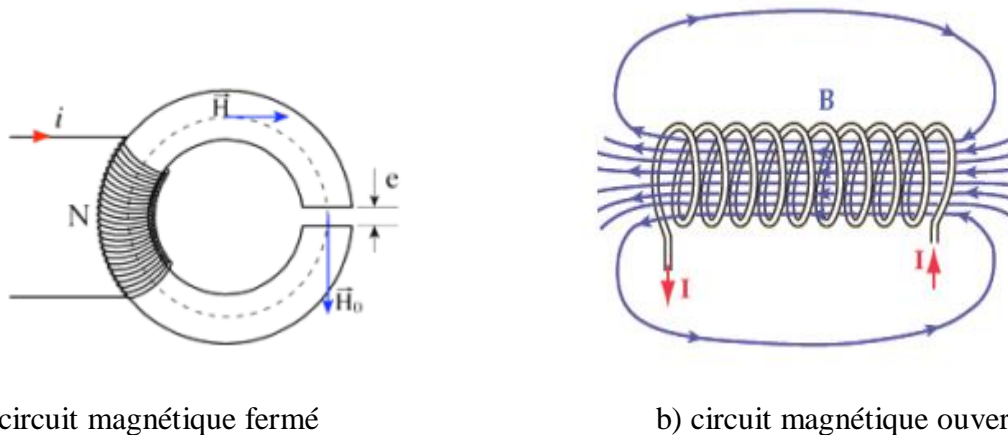 i
H
e
N
H₀
B
I
I
circuit magnétique fermé
b) circuit magnétique ouver